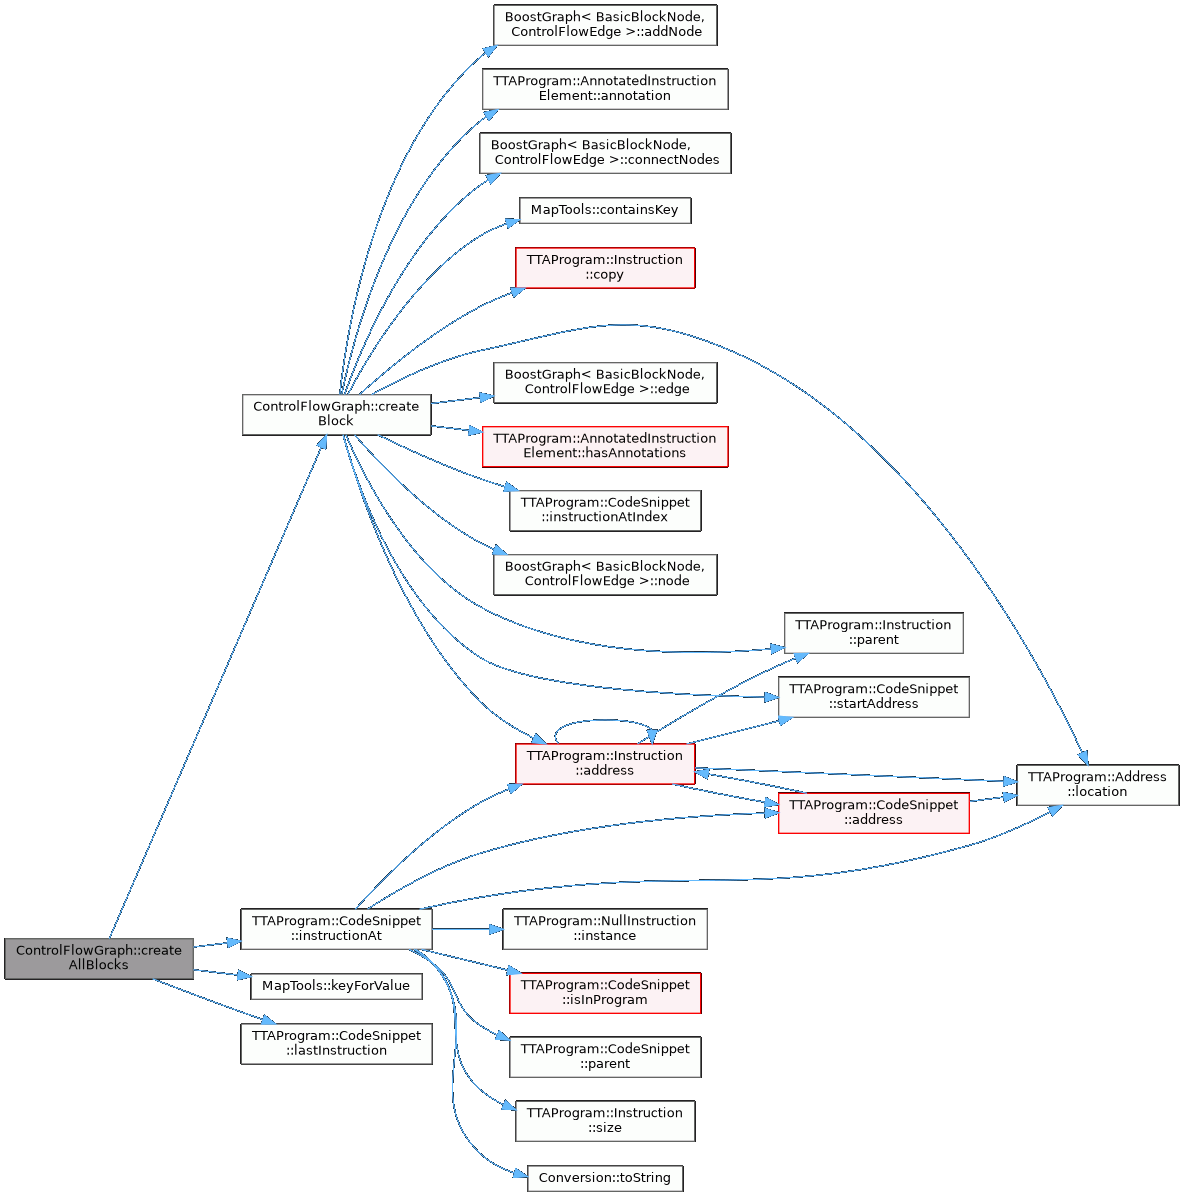 BoostGraph< BasicBlockNode,
ControlFlowEdge >::addNode
TTAProgram::AnnotatedInstruction
Element::annotation
BoostGraph< BasicBlockNode,
ControlFlowEdge >::connectNodes
MapTools::containsKey
TTAProgram::Instruction
::copy
BoostGraph< BasicBlockNode,
ControlFlowEdge >::edge
ControlFlowGraph::create
Block
TTAProgram::AnnotatedInstruction
Element::hasAnnotations
TTAProgram::CodeSnippet
::instructionAtIndex
BoostGraph< BasicBlockNode,
ControlFlowEdge >::node
TTAProgram::Instruction
::parent
TTAProgram::CodeSnippet
::startAddress
TTAProgram::Instruction
::address
TTAProgram::Address
::location
TTAProgram::CodeSnippet
::address
TTAProgram::CodeSnippet
::instructionAt
TTAProgram::NullInstruction
::instance
ControlFlowGraph::create
AllBlocks
MapTools::keyForValue
TTAProgram::CodeSnippet
::isInProgram
TTAProgram::CodeSnippet
::lastInstruction
TTAProgram::CodeSnippet
::parent
TTAProgram::Instruction
::size
Conversion::toString